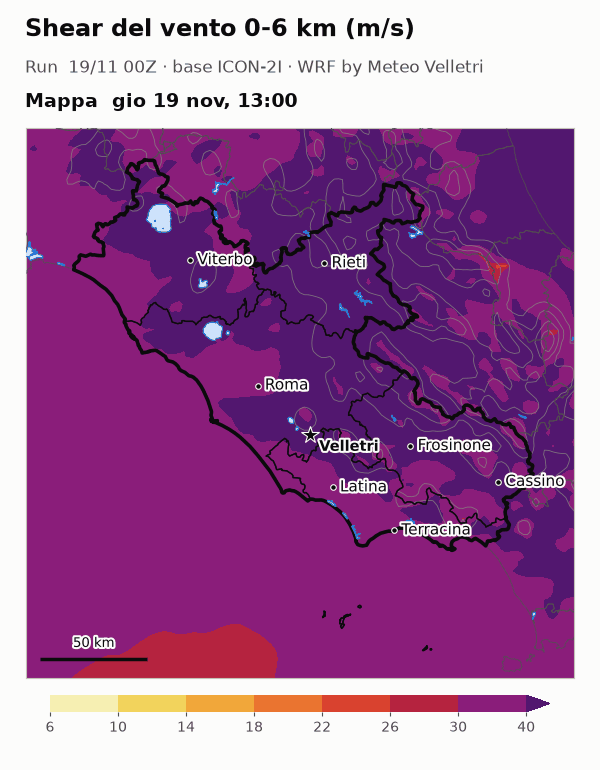 Shear del vento 0-6 km (m/s)
Run  19/11 00Z · base ICON-2I · WRF by Meteo Velletri
Mappa  gio 19 nov, 13:00
Viterbo
Rieti
Roma
Velletri
Frosinone
Latina
Cassino
Terracina
50 km
6 10 14 18 22 26 30 40